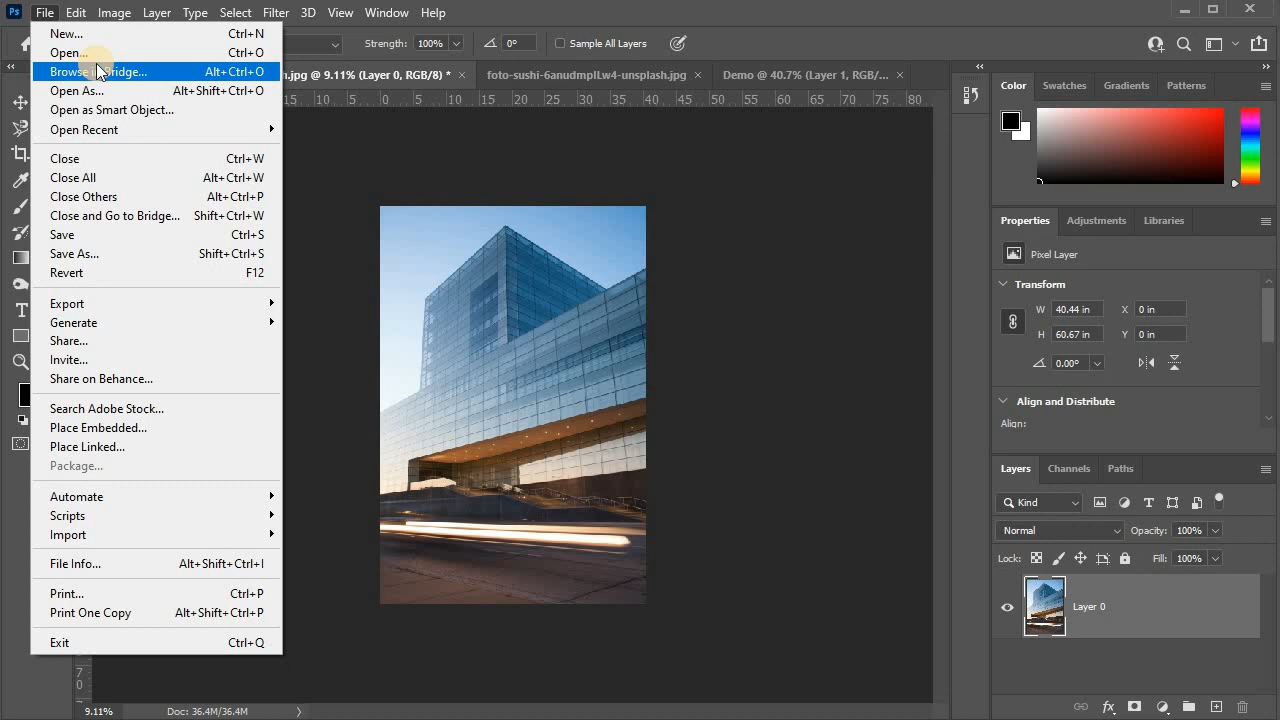 Ps File Edit Image Layer Type Select Filter 3D View Window Help
Strength: 100% 0° Sample All Layers
.jpg @ 9.11% (Layer 0, RGB/8) * × foto-sushi-6anudmpILw4-unsplash.jpg × Demo @ 40.7% (Layer 1, RGB/... ×
15 10 5 0 5 10 15 20 25 30 35 40 45 50 55 60 65 70 75 80
New... Ctrl+N
Open... Ctrl+O
Browse in Bridge... Alt+Ctrl+O
Open As... Alt+Shift+Ctrl+O
Open as Smart Object...
Open Recent
Close Ctrl+W
Close All Alt+Ctrl+W
Close Others Alt+Ctrl+P
Close and Go to Bridge... Shift+Ctrl+W
Save Ctrl+S
Save As... Shift+Ctrl+S
Revert F12
Export
Generate
Share...
Invite...
Share on Behance...
Search Adobe Stock...
Place Embedded...
Place Linked...
Package...
Automate
Scripts
Import
File Info... Alt+Shift+Ctrl+I
Print... Ctrl+P
Print One Copy Alt+Shift+Ctrl+P
Exit Ctrl+Q
7
0
9.11% Doc: 36.4M/36.4M
Color Swatches Gradients Patterns
Properties Adjustments Libraries
Pixel Layer
Transform
W 40.44 in X 0 in
H 60.67 in Y 0 in
0.00°
Align and Distribute
Align:
Layers Channels Paths
Kind
Normal Opacity: 100%
Lock: Fill: 100%
Layer 0
fx